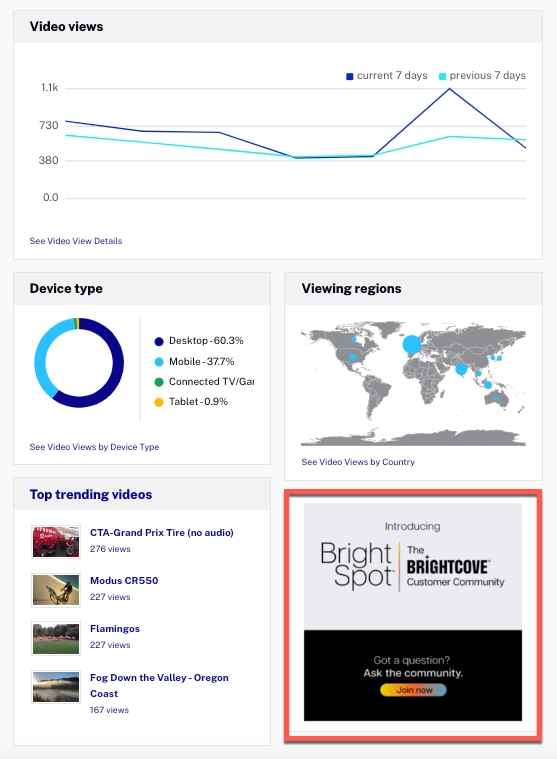 Video views
current 7 days previous 7 days
1.1k
730
380
0.0
See Video View Details
Device type
Desktop - 60.3%
Mobile - 37.7%
Connected TV/Gar
Tablet - 0.9%
See Video Views by Device Type
Viewing regions
See Video Views by Country
Top trending videos
CTA-Grand Prix Tire (no audio)
276 views
Modus CR550
227 views
Flamingos
227 views
Fog Down the Valley - Oregon
Coast
167 views
Introducing
Bright
Spot
The
BRIGHTCOVE
Customer Community
Got a question?
Ask the community.
Join now